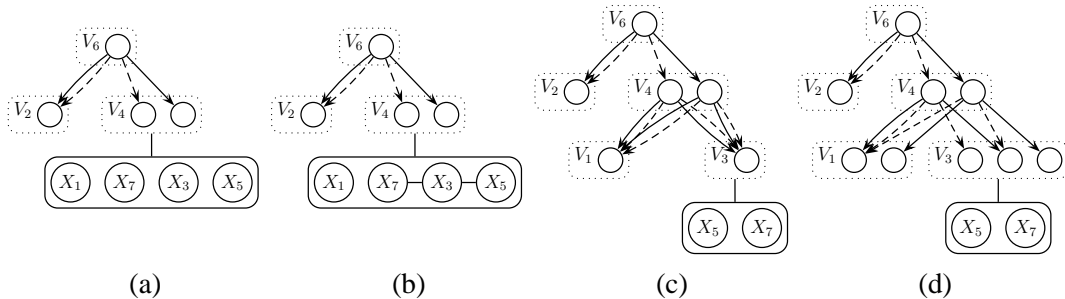 V6
V2 V4
X1 X7 X3 X5
(a)
V6
V2 V4
X1 X7 X3 X5
(b)
V6
V2 V4
V1 V3
X5 X7
(c)
V6
V2 V4
V1 V3
X5 X7
(d)